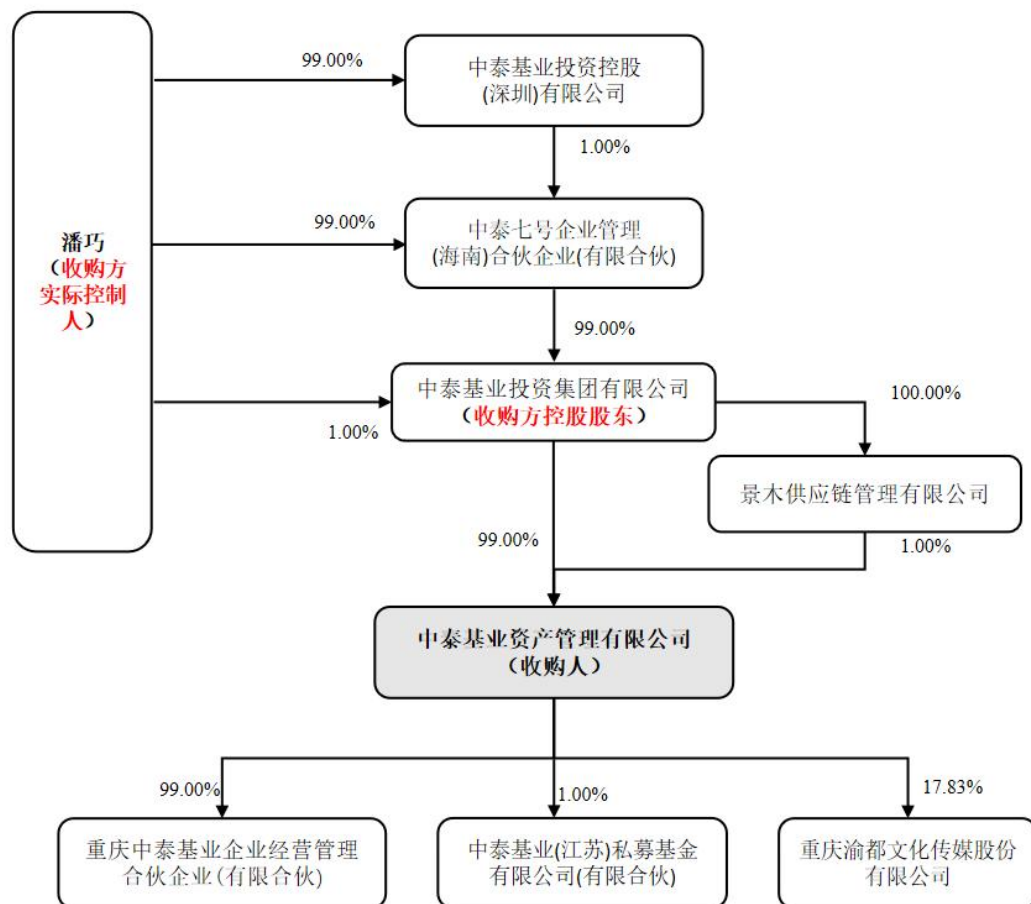 99.00%
中泰基业投资控股
(深圳)有限公司
1.00%
99.00%
中泰七号企业管理
(海南)合伙企业(有限合伙)
潘巧
（收购方
实际控制
人）
99.00%
中泰基业投资集团有限公司
（收购方控股股东）
100.00%
1.00%
景木供应链管理有限公司
99.00%
1.00%
中泰基业资产管理有限公司
（收购人）
99.00%
1.00%
17.83%
重庆中泰基业企业经营管理
合伙企业(有限合伙)
中泰基业(江苏)私募基金
有限公司(有限合伙)
重庆渝都文化传媒股份
有限公司